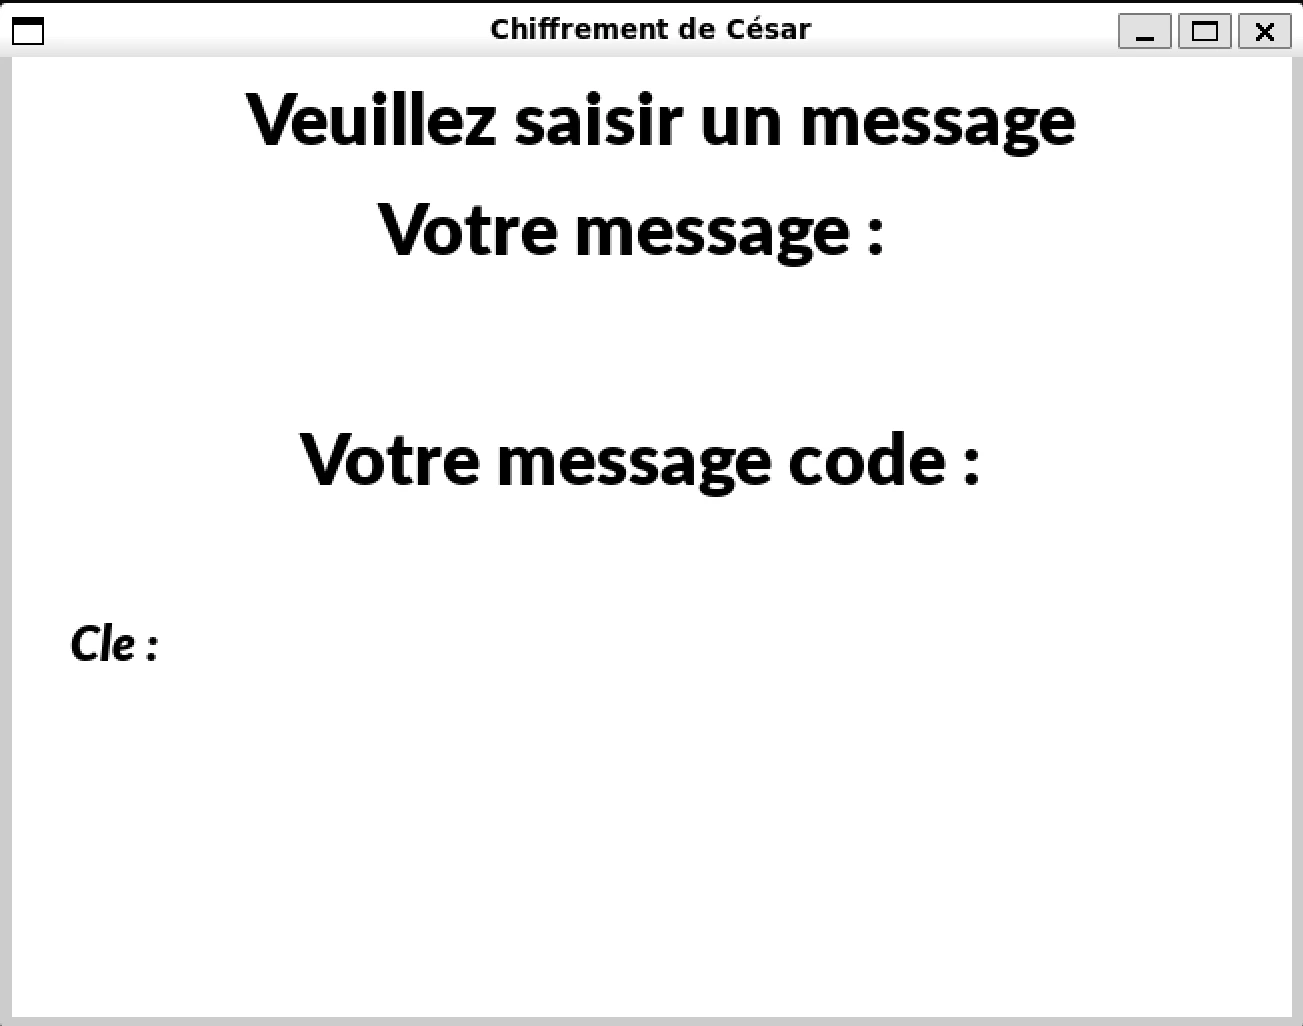 Chiffrement de César
Veuillez saisir un message
Votre message :
Votre message code :
Cle :